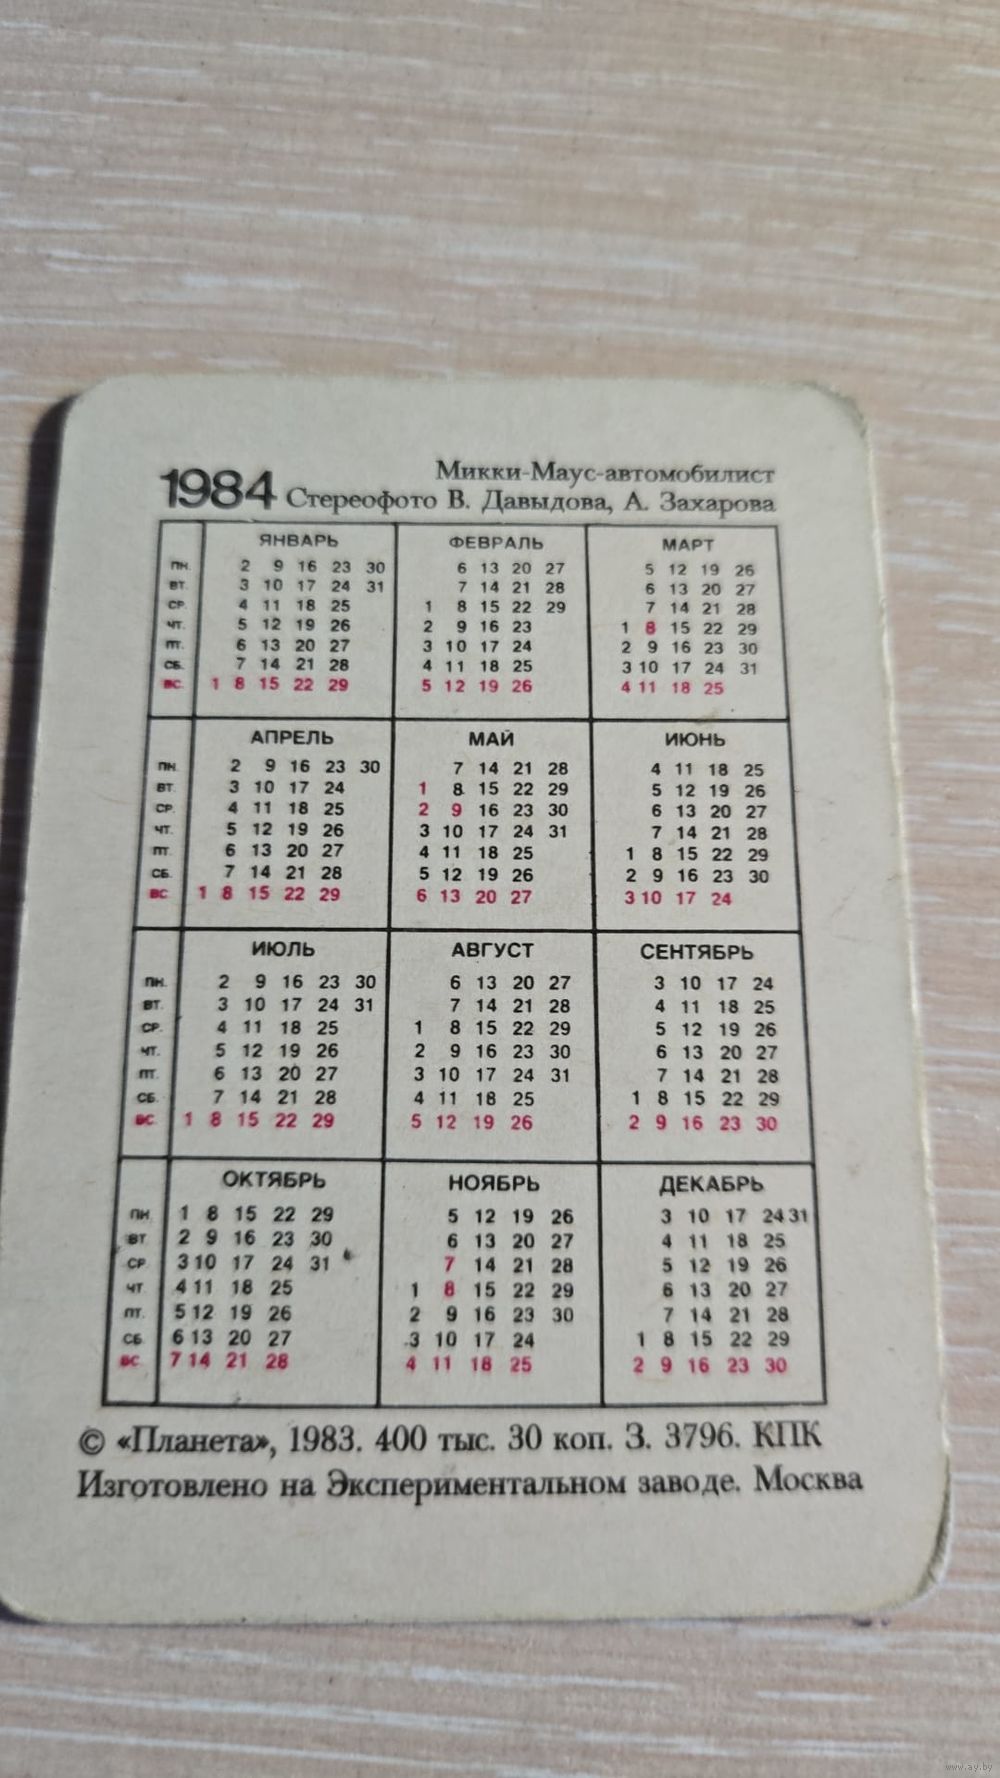 Микки-Маус-автомобилист
1984 Стереофото В. Давыдова, А. Захарова
ЯНВАРЬ ФЕВРАЛЬ МАРТ
ПН. 2 9 16 23 30 6 13 20 27 5 12 19 26
ВТ. 3 10 17 24 31 7 14 21 28 6 13 20 27
СР. 4 11 18 25 1 8 15 22 29 7 14 21 28
ЧТ. 5 12 19 26 2 9 16 23 1 8 15 22 29
ПТ. 6 13 20 27 3 10 17 24 2 9 16 23 30
СБ. 7 14 21 28 4 11 18 25 3 10 17 24 31
ВС. 1 8 15 22 29 5 12 19 26 4 11 18 25
АПРЕЛЬ МАЙ ИЮНЬ
ПН. 2 9 16 23 30 7 14 21 28 4 11 18 25
ВТ. 3 10 17 24 1 8 15 22 29 5 12 19 26
СР. 4 11 18 25 2 9 16 23 30 6 13 20 27
ЧТ. 5 12 19 26 3 10 17 24 31 7 14 21 28
ПТ. 6 13 20 27 4 11 18 25 1 8 15 22 29
СБ. 7 14 21 28 5 12 19 26 2 9 16 23 30
ВС. 1 8 15 22 29 6 13 20 27 3 10 17 24
ИЮЛЬ АВГУСТ СЕНТЯБРЬ
ПН. 2 9 16 23 30 6 13 20 27 3 10 17 24
ВТ. 3 10 17 24 31 7 14 21 28 4 11 18 25
СР. 4 11 18 25 1 8 15 22 29 5 12 19 26
ЧТ. 5 12 19 26 2 9 16 23 30 6 13 20 27
ПТ. 6 13 20 27 3 10 17 24 31 7 14 21 28
СБ. 7 14 21 28 4 11 18 25 1 8 15 22 29
ВС. 1 8 15 22 29 5 12 19 26 2 9 16 23 30
ОКТЯБРЬ НОЯБРЬ ДЕКАБРЬ
ПН. 1 8 15 22 29 5 12 19 26 3 10 17 24 31
ВТ. 2 9 16 23 30 6 13 20 27 4 11 18 25
СР. 3 10 17 24 31 7 14 21 28 5 12 19 26
ЧТ. 4 11 18 25 1 8 15 22 29 6 13 20 27
ПТ. 5 12 19 26 2 9 16 23 30 7 14 21 28
СБ. 6 13 20 27 3 10 17 24 1 8 15 22 29
ВС. 7 14 21 28 4 11 18 25 2 9 16 23 30
© «Планета», 1983. 400 тыс. 30 коп. З. 3796. КПК
Изготовлено на Экспериментальном заводе. Москва
www.ay.by